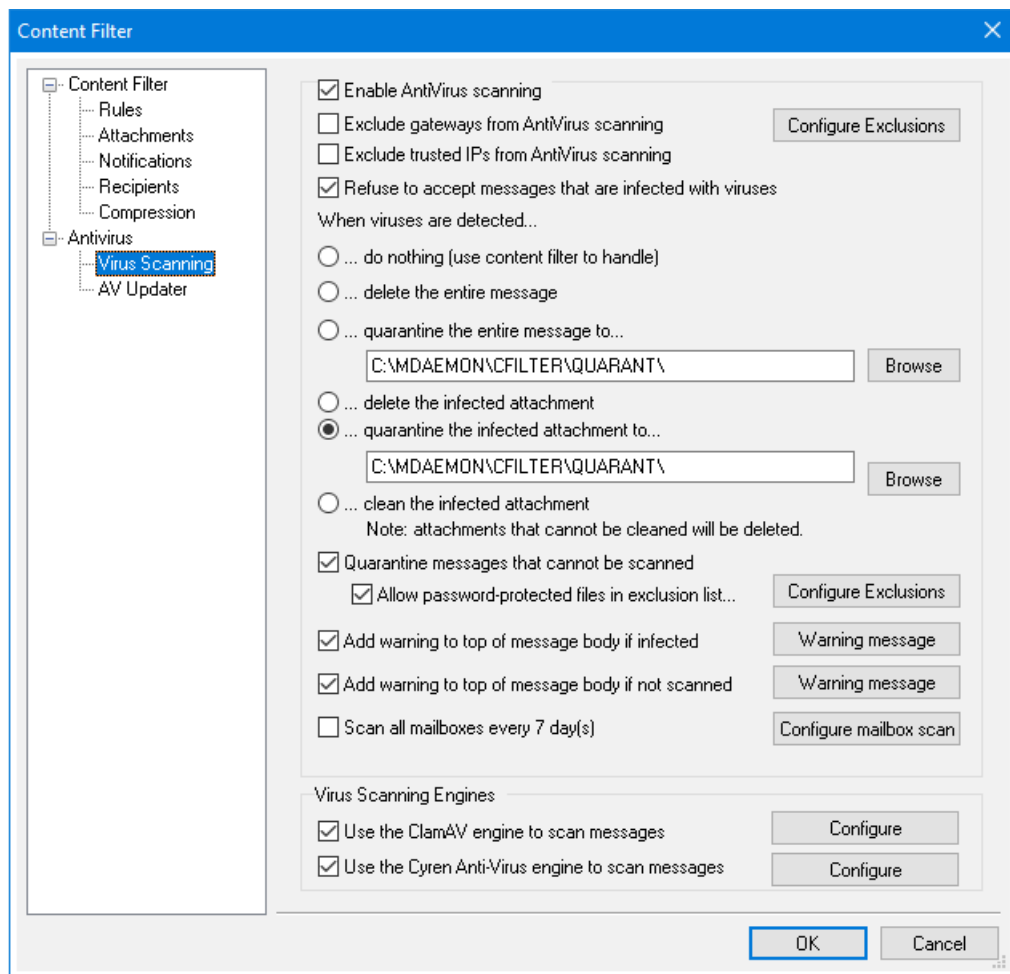 Content Filter
Content Filter
Rules
Attachments
Notifications
Recipients
Compression
Antivirus
Virus Scanning
AV Updater
Enable AntiVirus scanning
Exclude gateways from AntiVirus scanning
Configure Exclusions
Exclude trusted IPs from AntiVirus scanning
Refuse to accept messages that are infected with viruses
When viruses are detected...
... do nothing (use content filter to handle)
... delete the entire message
... quarantine the entire message to...
C:\MDAEMON\CFILTER\QUARANT\
Browse
... delete the infected attachment
... quarantine the infected attachment to...
C:\MDAEMON\CFILTER\QUARANT\
Browse
... clean the infected attachment
Note: attachments that cannot be cleaned will be deleted.
Quarantine messages that cannot be scanned
Allow password-protected files in exclusion list...
Configure Exclusions
Add warning to top of message body if infected
Warning message
Add warning to top of message body if not scanned
Warning message
Scan all mailboxes every 7 day(s)
Configure mailbox scan
Virus Scanning Engines
Use the ClamAV engine to scan messages
Configure
Use the Cyren Anti-Virus engine to scan messages
Configure
OK
Cancel